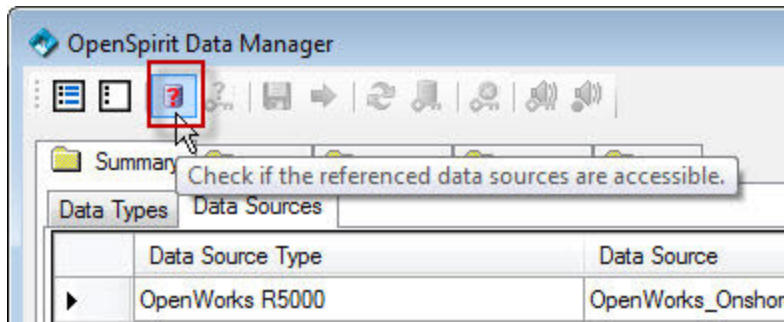 OpenSpirit Data Manager
Summary
Check if the referenced data sources are accessible.
Data Types Data Sources
Data Source Type Data Source
OpenWorks R5000 OpenWorks_Onshor